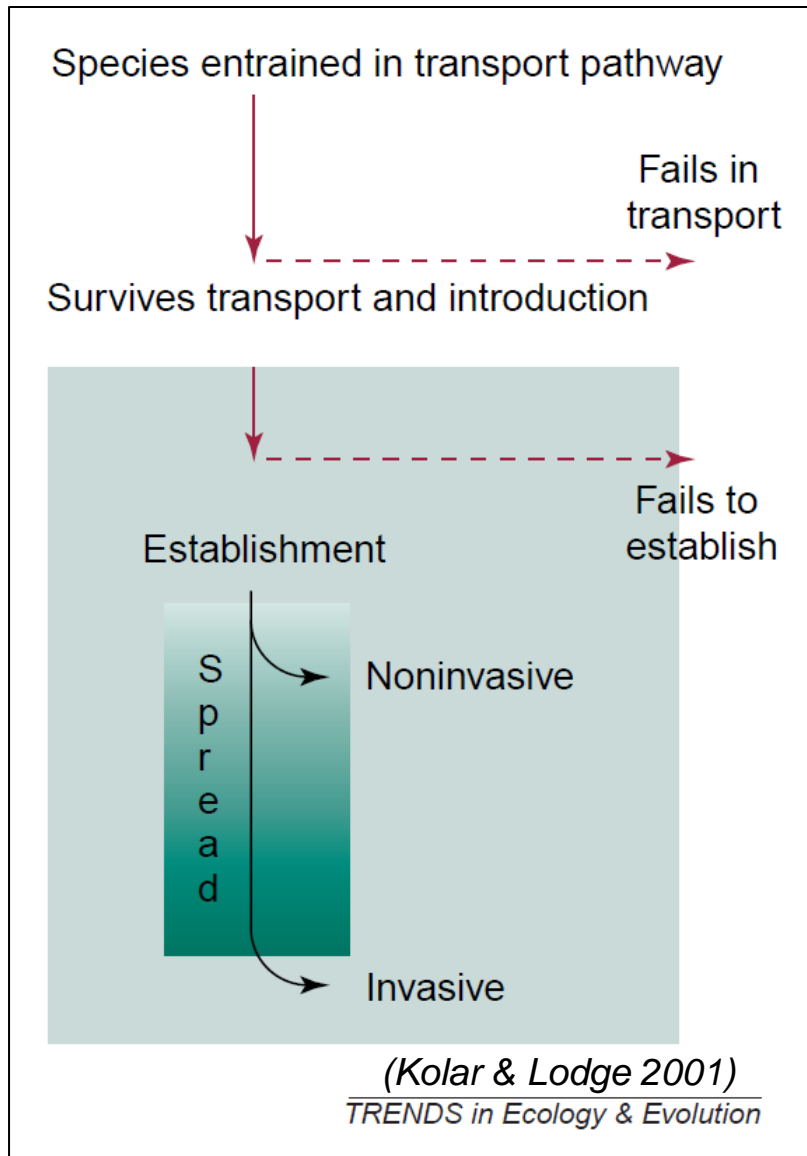 Species entrained in transport pathway
Fails in
transport
Survives transport and introduction
Fails to
establish
Establishment
Spread
Noninvasive
Invasive
(Kolar & Lodge 2001)
TRENDS in Ecology & Evolution